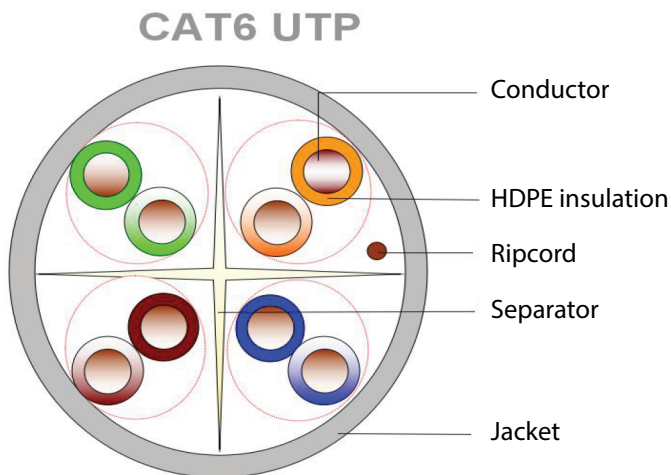 CAT6 UTP
Conductor
HDPE insulation
Ripcord
Separator
Jacket